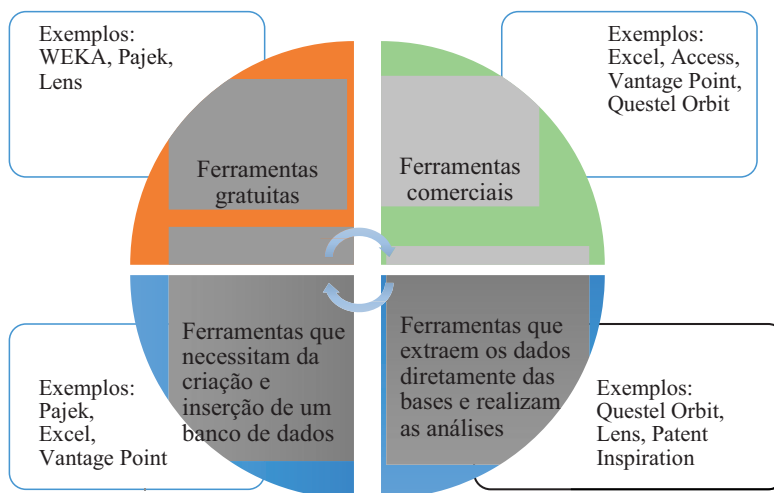 Exemplos:
WEKA, Pajek,
Lens
Exemplos:
Excel, Access,
Vantage Point,
Questel Orbit
Ferramentas
gratuitas
Ferramentas
comerciais
Ferramentas que
necessitam da
criação e
inserção de um
banco de dados
Ferramentas que
extraem os dados
diretamente das
bases e realizam
as análises
Exemplos:
Pajek,
Excel,
Vantage Point
Exemplos:
Questel Orbit,
Lens, Patent
Inspiration